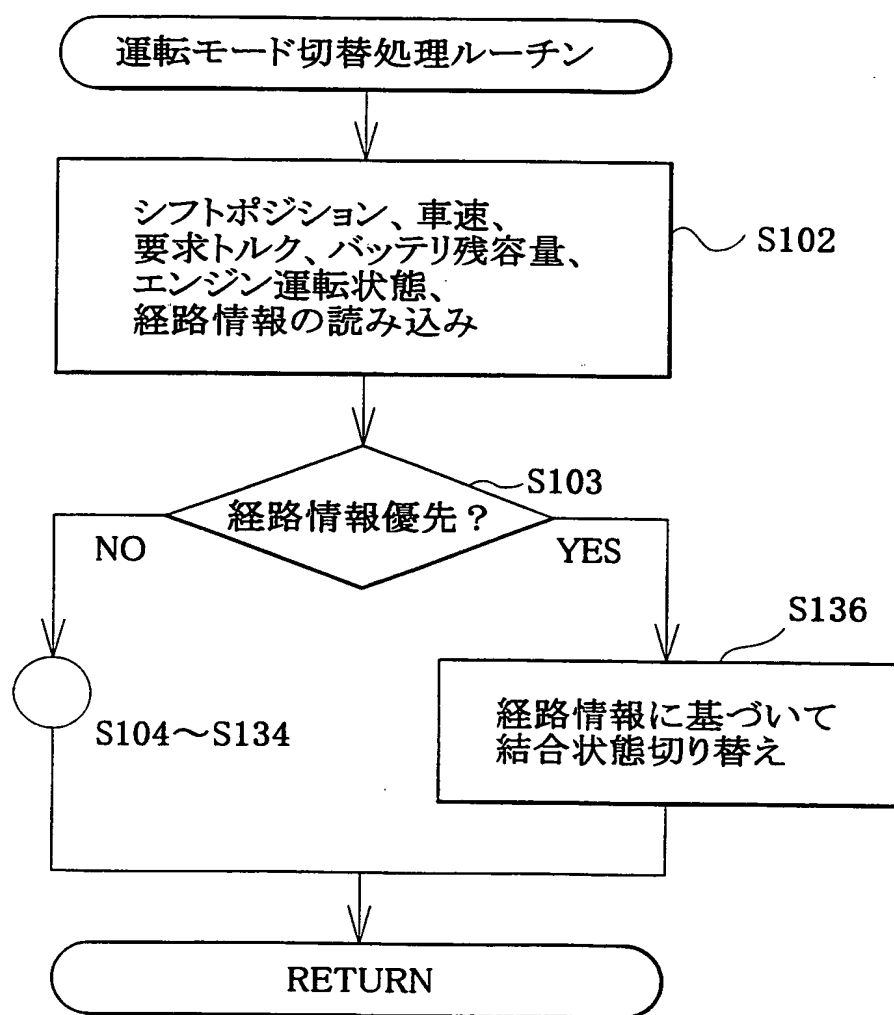 運転モード切替処理ルーチン
シフトポジション、車速、
要求トルク、バッテリ残容量、
エンジン運転状態、
経路情報の読み込み
S102
S103
経路情報優先?
NO
YES
S136
S104〜S134
経路情報に基づいて
結合状態切り替え
RETURN